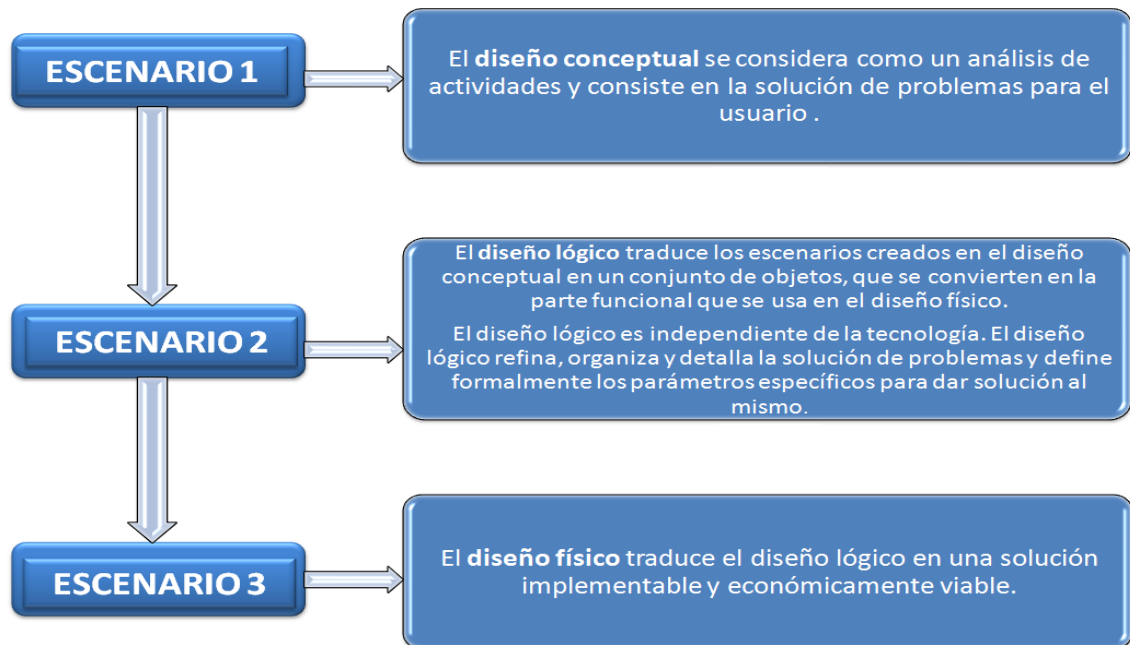 ESCENARIO 1
El diseño conceptual se considera como un análisis de
actividades y consiste en la solución de problemas para el
usuario .
ESCENARIO 2
El diseño lógico traduce los escenarios creados en el diseño
conceptual en un conjunto de objetos, que se convierten en la
parte funcional que se usa en el diseño físico.
El diseño lógico es independiente de la tecnología. El diseño
lógico refina, organiza y detalla la solución de problemas y define
formalmente los parámetros específicos para dar solución al
mismo.
ESCENARIO 3
El diseño físico traduce el diseño lógico en una solución
implementable y económicamente viable.